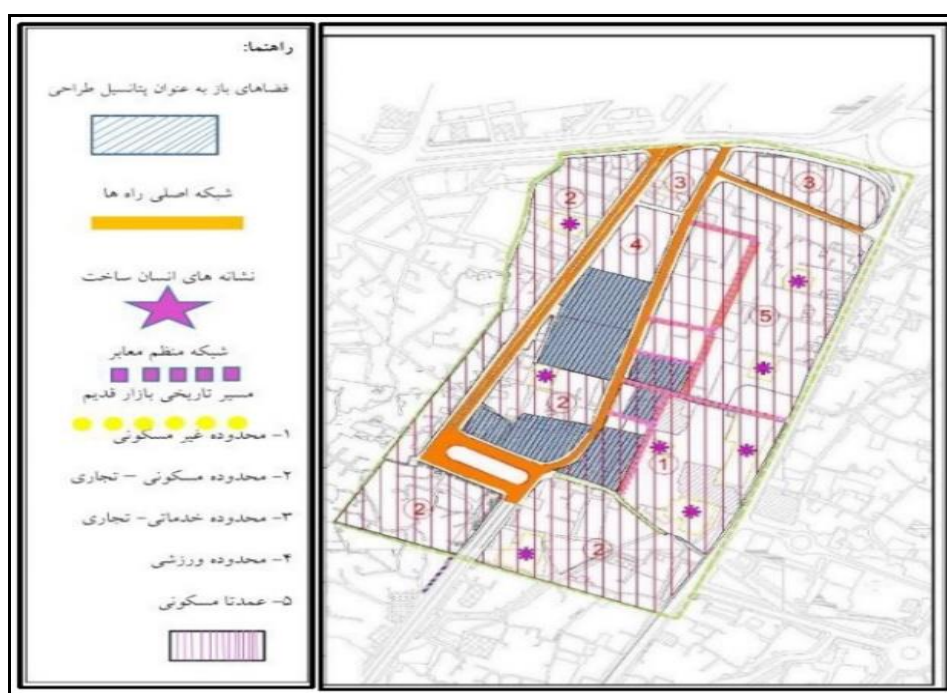 راهنما:
فضاهای باز به عنوان پتانسیل طراحی
شبکه اصلی راه ها
نشانه های انسان ساخت
شبکه منظم معابر
مسیر تاریخی بازار قدیم
۱- محدوده غیر مسکونی
۲- محدوده مسکونی – تجاری
۳- محدوده خدماتی- تجاری
۴- محدوده ورزشی
۵- عمدتا مسکونی
3
3
2
4
5
2
1
2
2